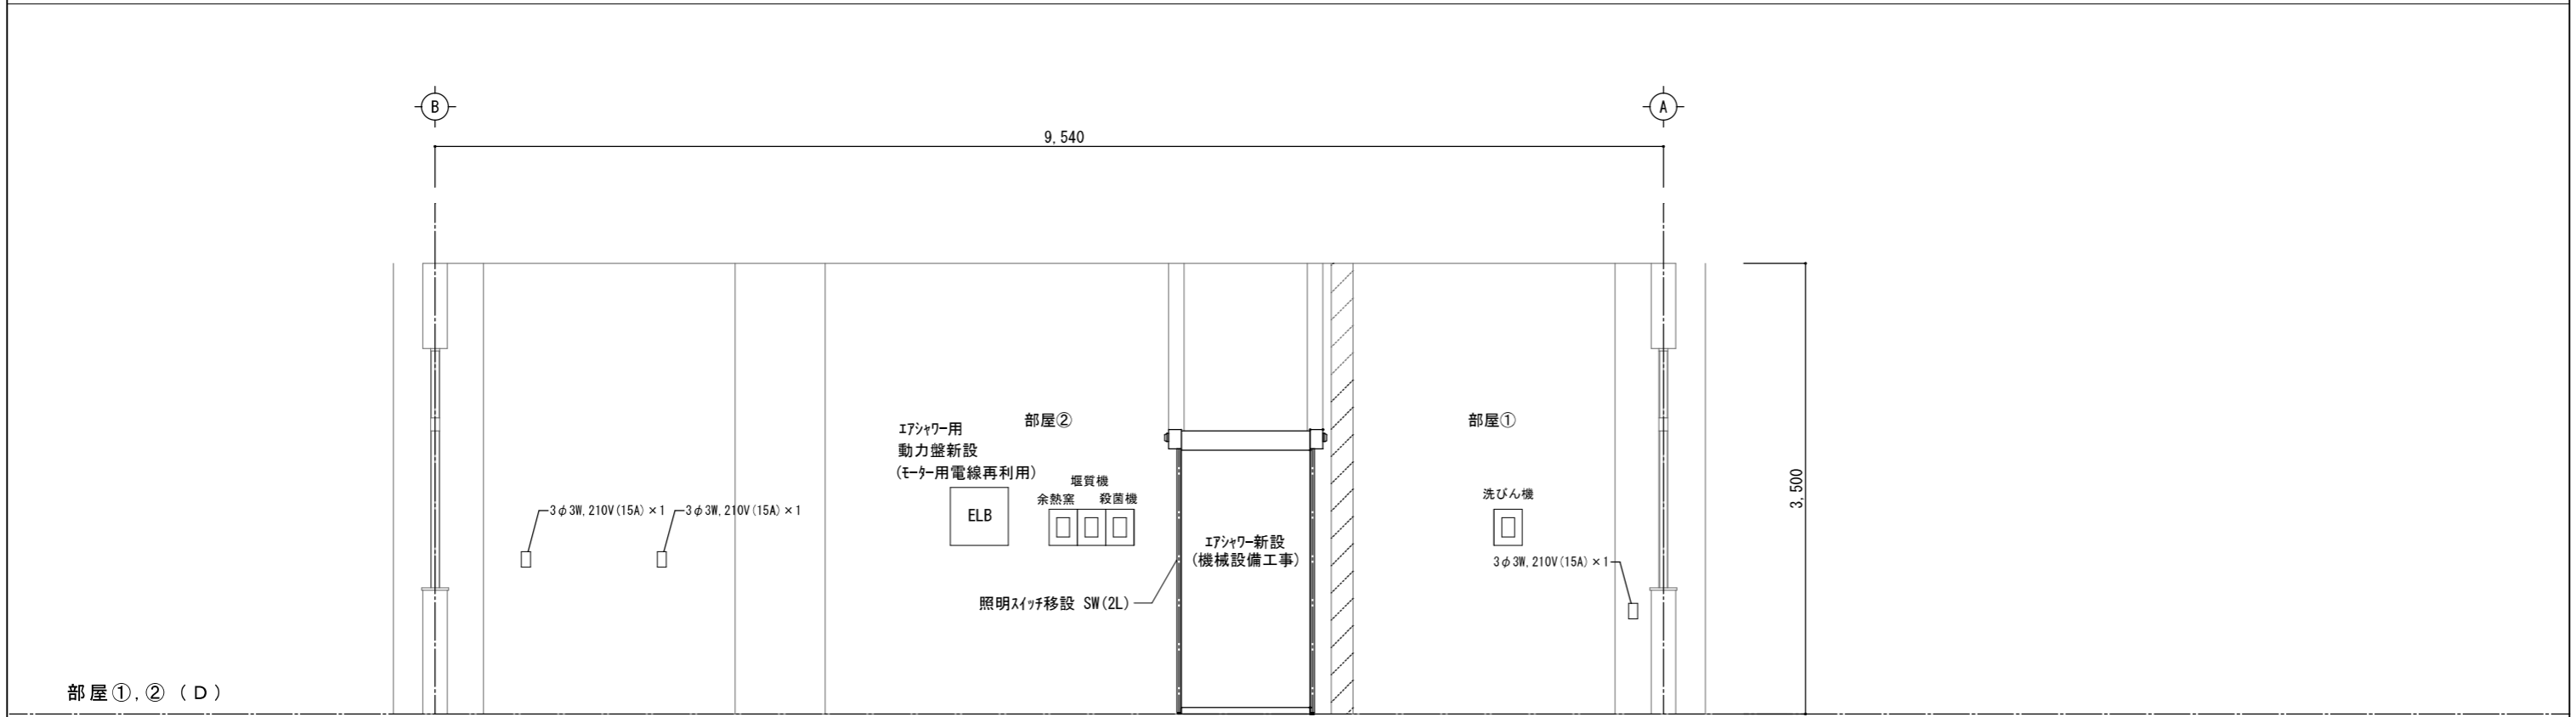 B
A
9,540
部屋②
部屋①
エアシャワー用
動力盤新設
(モーター用電線再利用)
堰質機
余熱窯
殺菌機
洗びん機
3φ3W,210V(15A)×1
3φ3W,210V(15A)×1
ELB
エアシャワー新設
(機械設備工事)
3φ3W,210V(15A)×1
照明スイッチ移設 SW(2L)
3,500
部屋①,②(D)